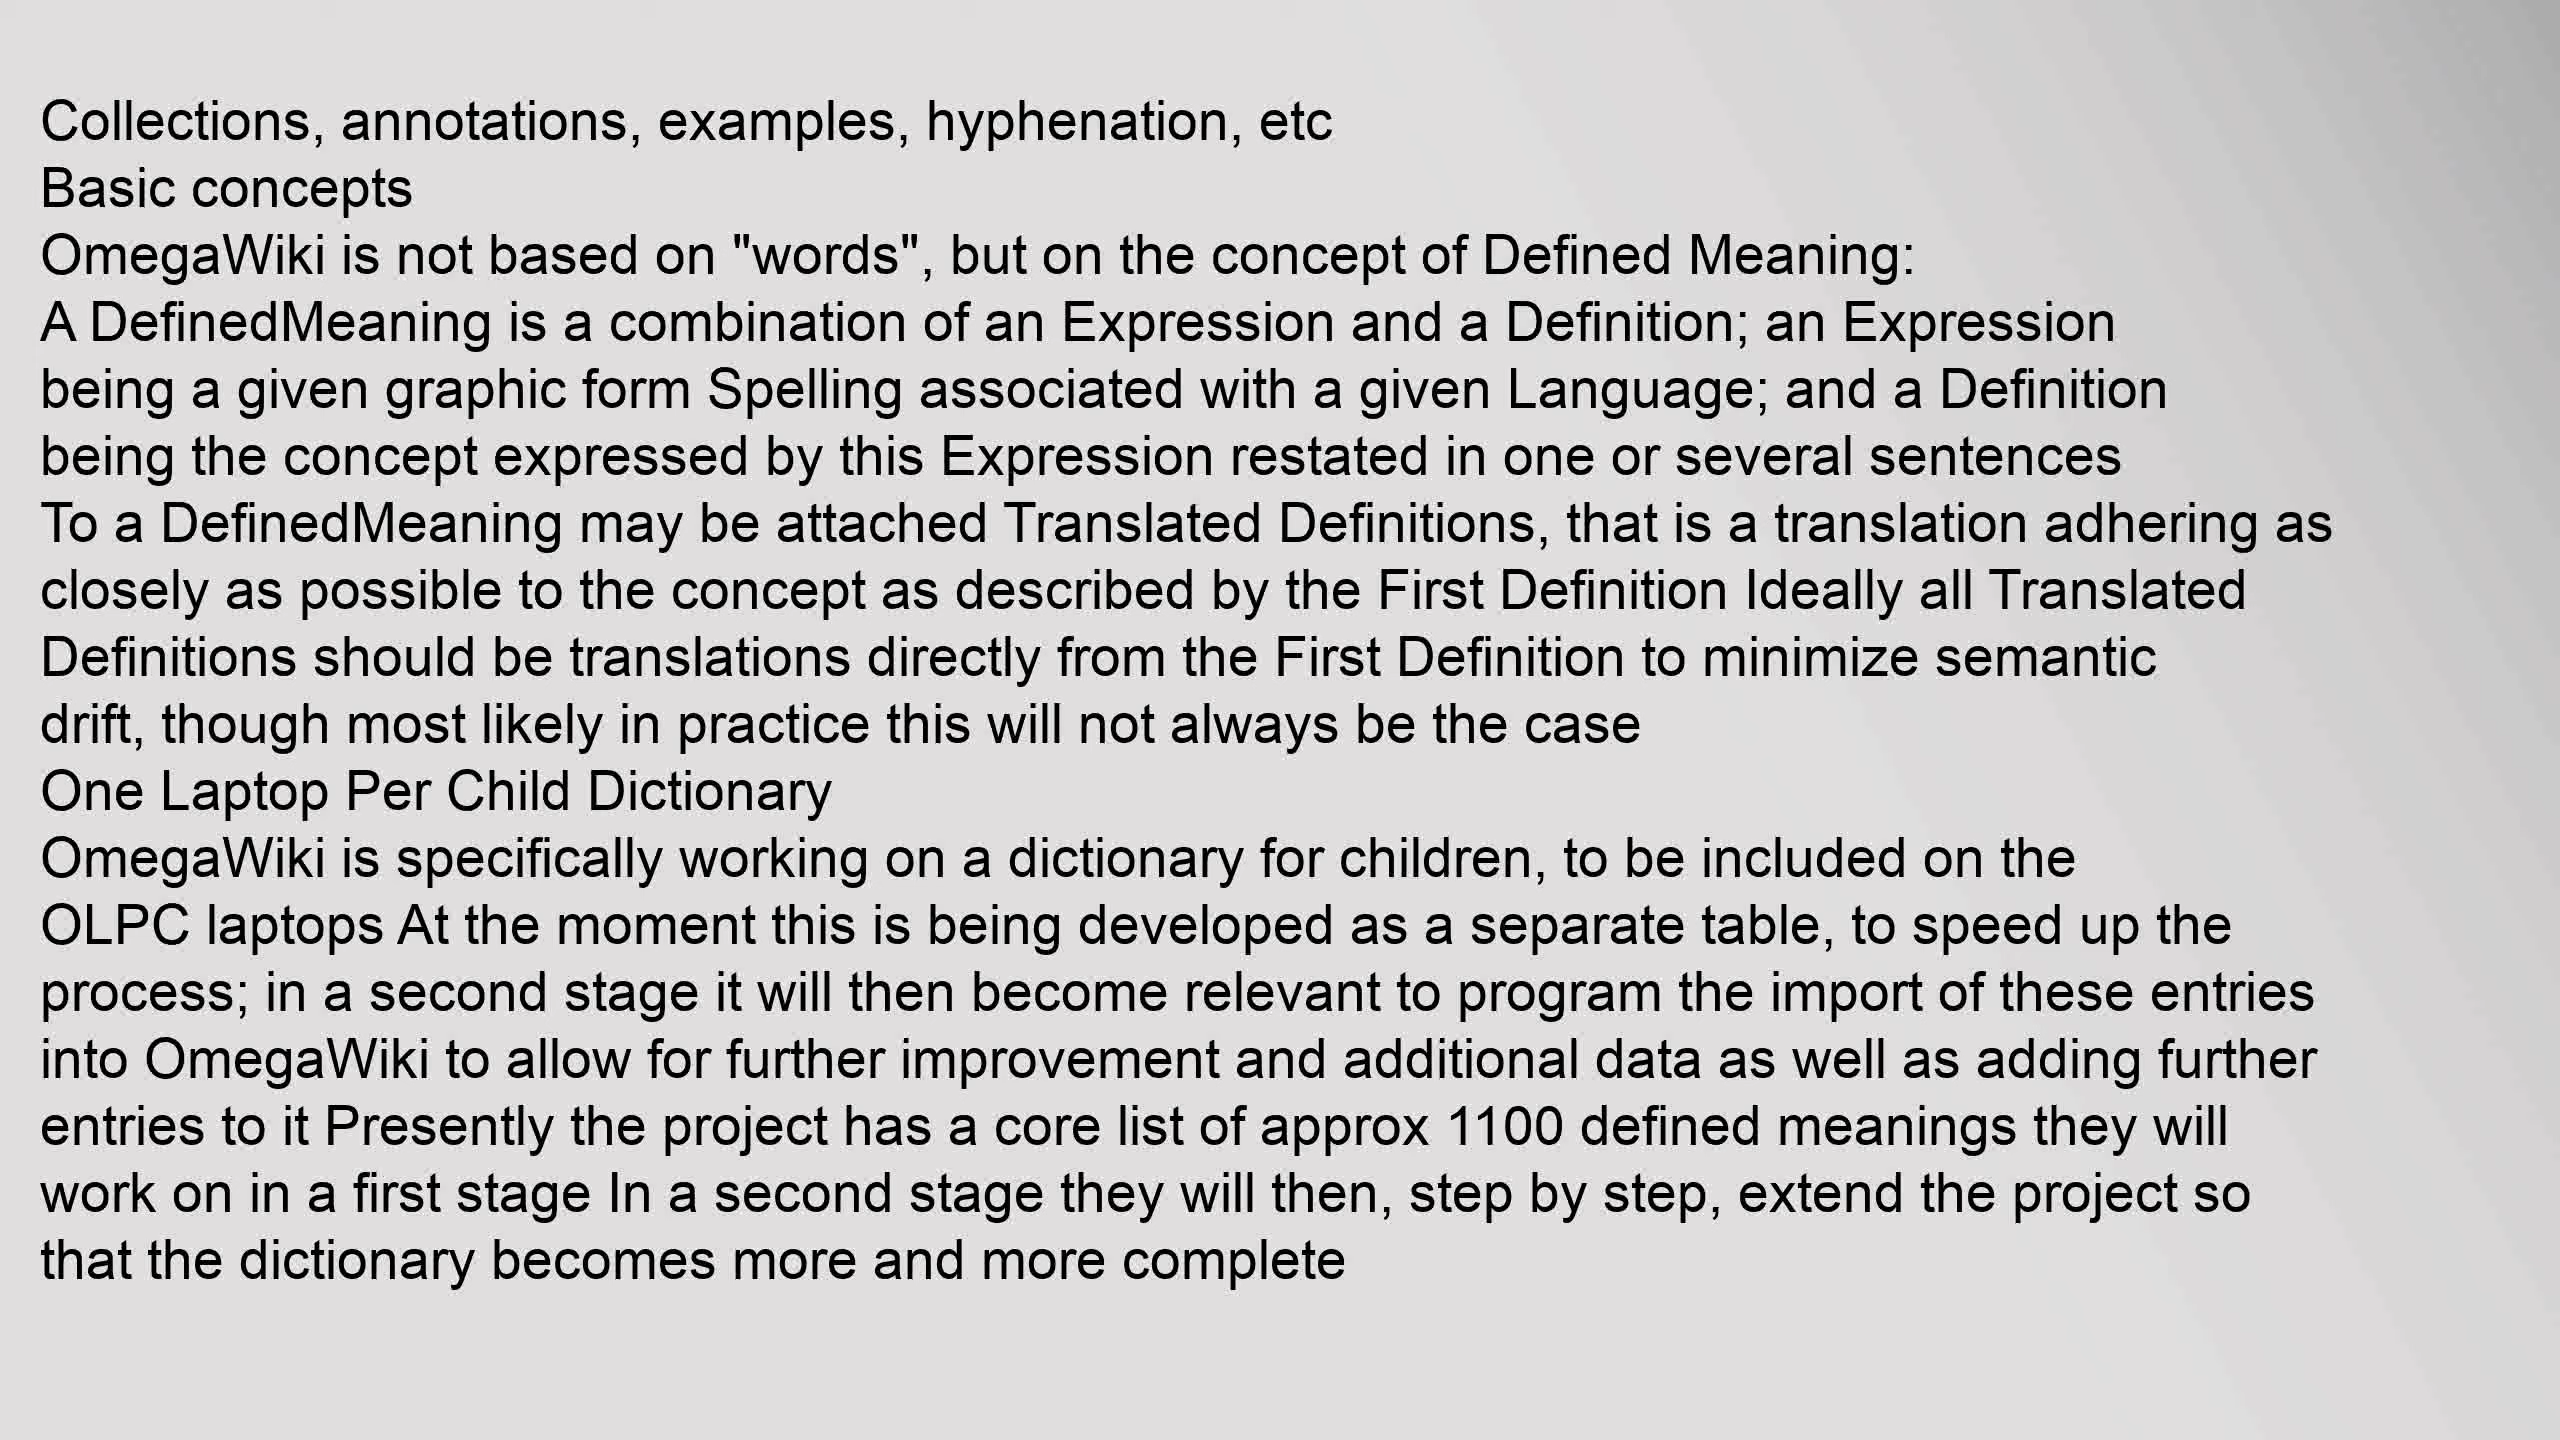 Collections, annotations, examples, hyphenation, etc
Basic concepts
OmegaWiki is not based on "words", but on the concept of Defined Meaning:
A DefinedMeaning is a combination of an Expression and a Definition; an Expression
being a given graphic form Spelling associated with a given Language; and a Definition
being the concept expressed by this Expression restated in one or several sentences
To a DefinedMeaning may be attached Translated Definitions, that is a translation adhering as
closely as possible to the concept as described by the First Definition Ideally all Translated
Definitions should be translations directly from the First Definition to minimize semantic
drift, though most likely in practice this will not always be the case
One Laptop Per Child Dictionary
OmegaWiki is specifically working on a dictionary for children, to be included on the
OLPC laptops At the moment this is being developed as a separate table, to speed up the
process; in a second stage it will then become relevant to program the import of these entries
into OmegaWiki to allow for further improvement and additional data as well as adding further
entries to it Presently the project has a core list of approx 1100 defined meanings they will
work on in a first stage In a second stage they will then, step by step, extend the project so
that the dictionary becomes more and more complete